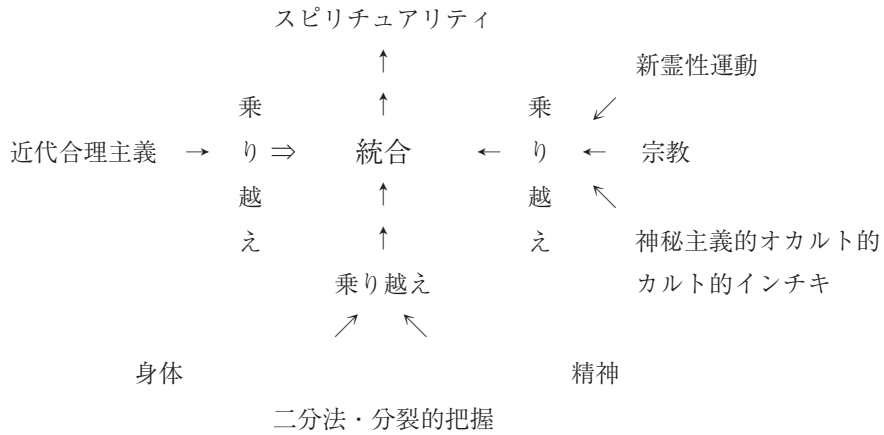 スピリチュアリティ
↑
新霊性運動
乗り越え
↑
乗り越え
↙
近代合理主義 → ⇒ 統合 ← ← 宗教
↑
↖
↑
神秘主義的オカルト的
カルト的インチキ
乗り越え
↗ ↖
身体
精神
二分法・分裂的把握